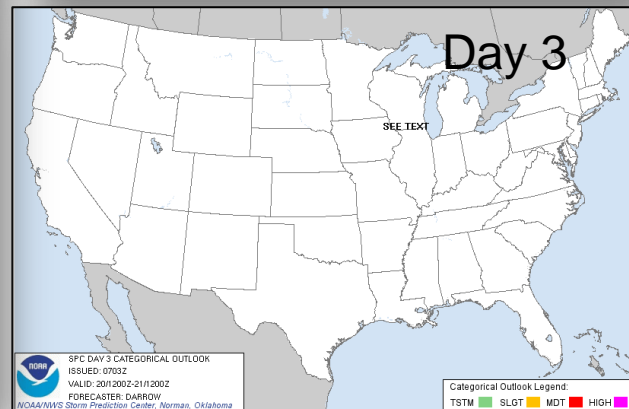 Day 3
SEE TEXT
NOAA
SPC DAY 3 CATEGORICAL OUTLOOK
ISSUED: 0703Z
VALID: 20/1200Z-21/1200Z
FORECASTER: DARROW
NOAA/NWS Storm Prediction Center, Norman, Oklahoma
Categorical Outlook Legend:
TSTM SLGT MDT HIGH